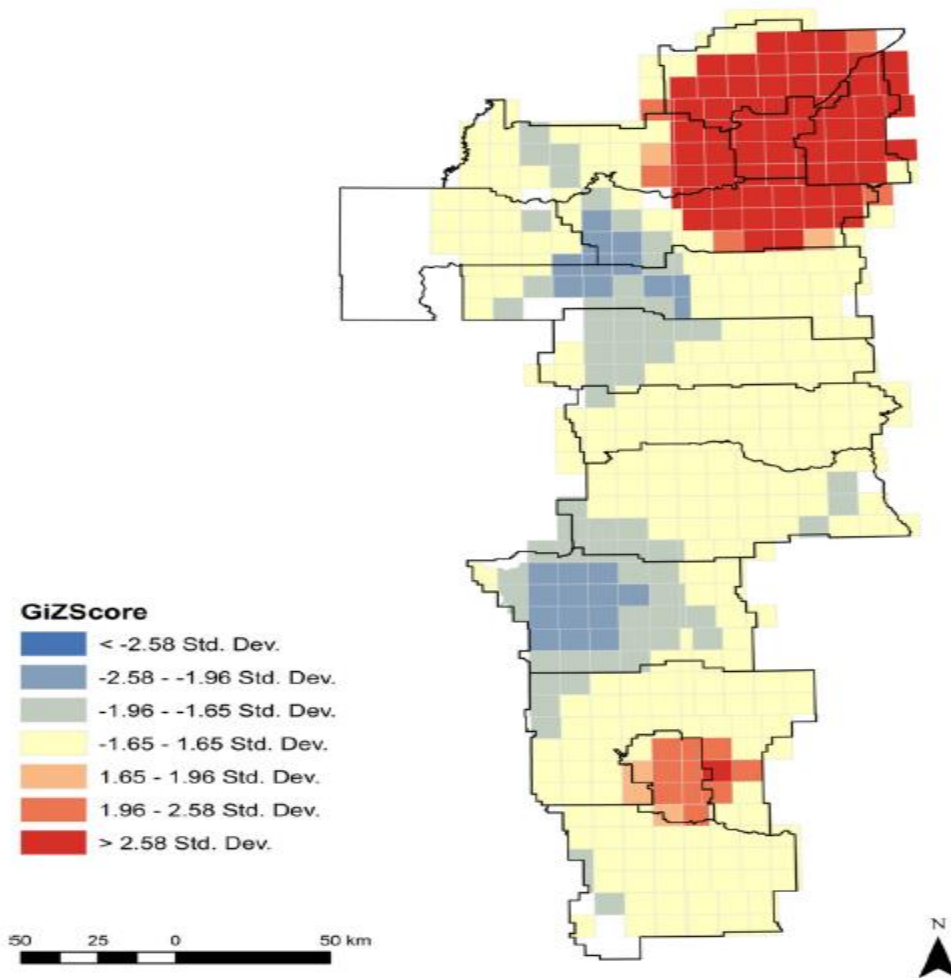 GiZScore
< -2.58 Std. Dev.
-2.58 - -1.96 Std. Dev.
-1.96 - -1.65 Std. Dev.
-1.65 - 1.65 Std. Dev.
1.65 - 1.96 Std. Dev.
1.96 - 2.58 Std. Dev.
> 2.58 Std. Dev.
50 25 0 50 km
N